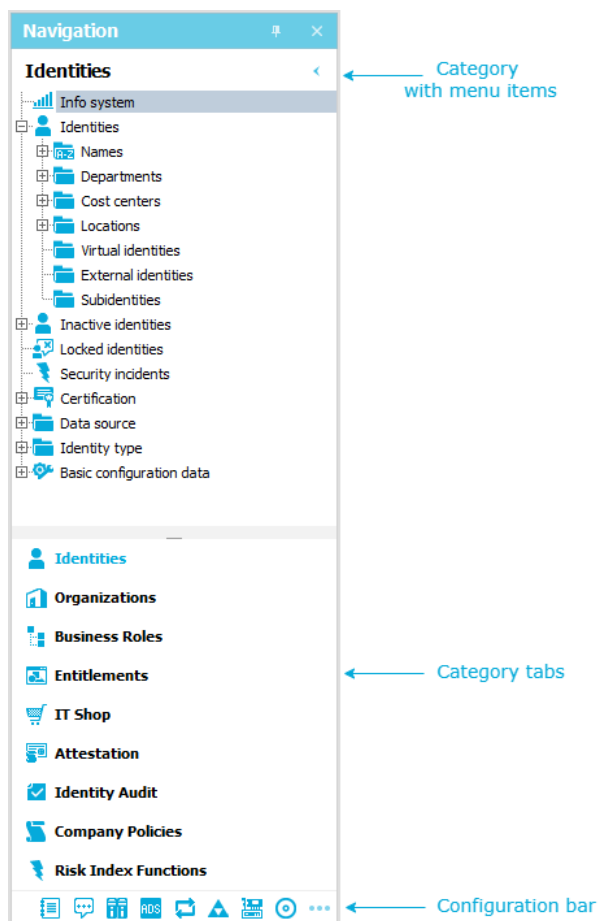 Navigation
Identities
Category
with menu items
Info system
Identities
A-Z Names
Departments
Cost centers
Locations
Virtual identities
External identities
Subidentities
Inactive identities
Locked identities
Security incidents
Certification
Data source
Identity type
Basic configuration data
Identities
Organizations
Business Roles
Entitlements
Category tabs
IT Shop
Attestation
Identity Audit
Company Policies
Risk Index Functions
ADS
Configuration bar